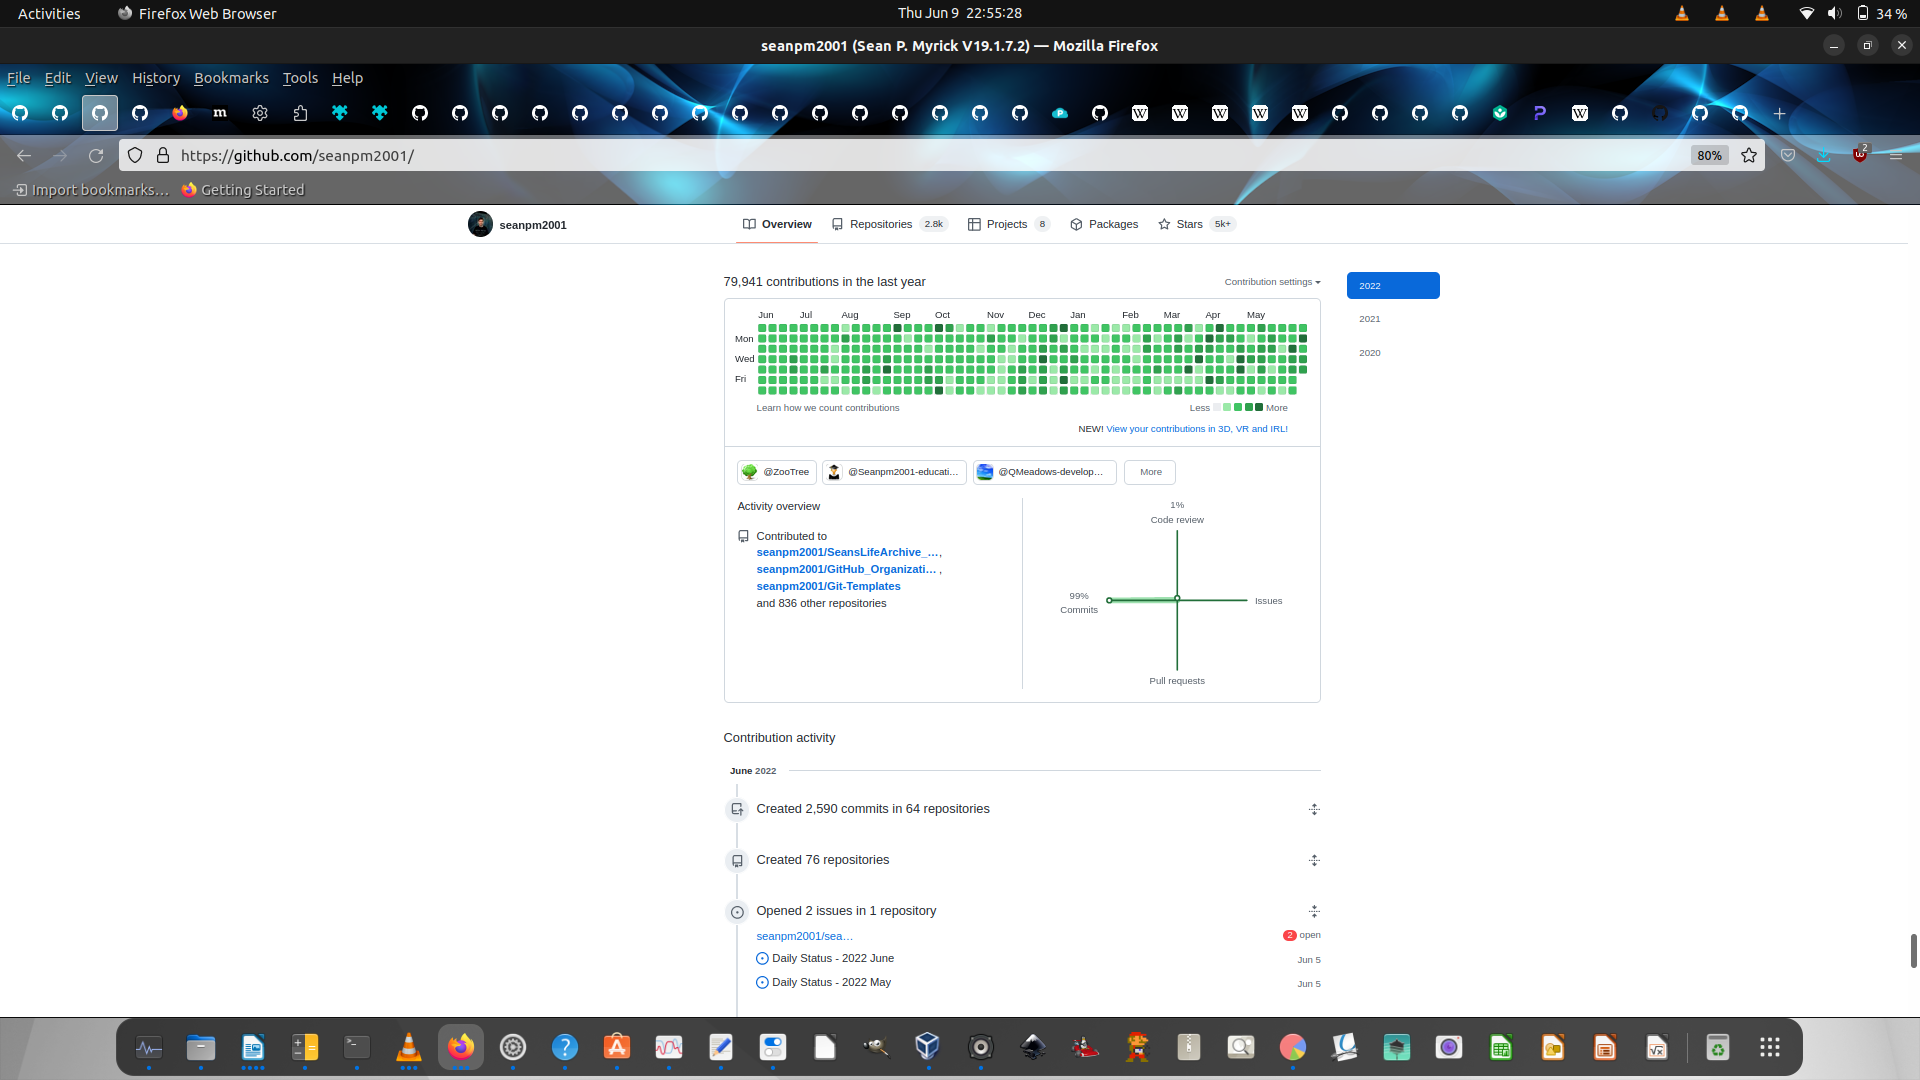 Activities
Firefox Web Browser
Thu Jun 9 22:55:28
34 %
seanpm2001 (Sean P. Myrick V19.1.7.2) — Mozilla Firefox
File Edit View History Bookmarks Tools Help
m
P
W W W W W
W
https://github.com/seanpm2001/
80%
2
Import bookmarks...
Getting Started
seanpm2001
Overview
Repositories 2.8k
Projects 8
Packages
Stars 5k+
79,941 contributions in the last year
Contribution settings
2022
2021
2020
Jun Jul Aug Sep Oct Nov Dec Jan Feb Mar Apr May
Mon
Wed
Fri
Learn how we count contributions
Less More
NEW! View your contributions in 3D, VR and IRL!
@ZooTree
@Seanpm2001-educati...
@QMeadows-develop...
More
Activity overview
Contributed to
seanpm2001/SeansLifeArchive_...,
seanpm2001/GitHub_Organizati... ,
seanpm2001/Git-Templates
and 836 other repositories
1%
Code review
99%
Commits
Issues
Pull requests
Contribution activity
June 2022
Created 2,590 commits in 64 repositories
Created 76 repositories
Opened 2 issues in 1 repository
seanpm2001/sea...
2 open
Daily Status - 2022 June
Jun 5
Daily Status - 2022 May
Jun 5